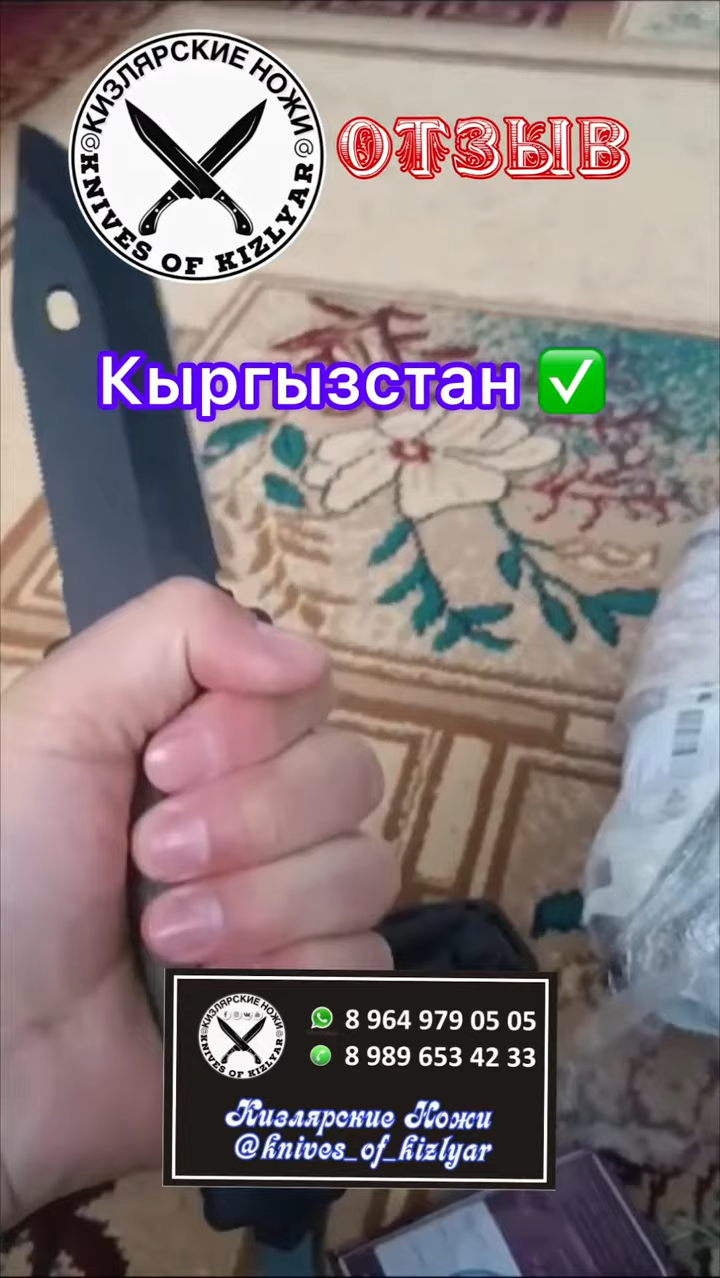 @КИЗЛЯРСКИЕ НОЖИ@
KNIVES OF KIZLYAR
ОТЗЫВ
Кыргызстан ✅
КИЗЛЯРСКИЕ НОЖИ
KNIVES OF KIZLYAR
8 964 979 05 05
8 989 653 42 33
Кизлярские Ножи
@knives_of_kizlyar